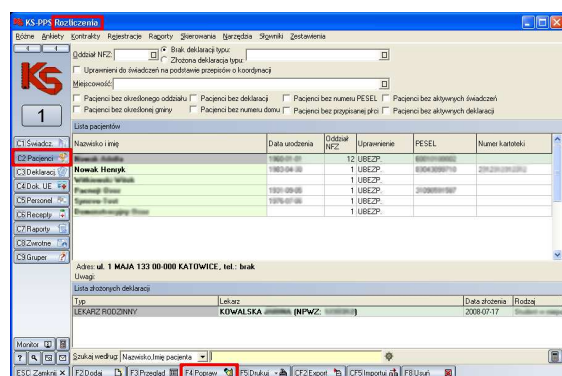 KS-PPS Rozliczenia
Różne Ankiety Kontrakty Rejestracje Raporty Skierowania Narzędzia Słowniki Zestawienia
Oddział NFZ: Brak deklaracji typu:
Złożona deklaracja typu:
Uprawnieni do świadczeń na podstawie przepisów o koordynacji
Miejscowość:
Pacjenci bez określonego oddziału Pacjenci bez deklaracji Pacjenci bez numeru PESEL Pacjenci bez aktywnych świadczeń
Pacjenci bez określonej gminy Pacjenci bez numeru domu Pacjenci bez przypisanej płci Pacjenci bez aktywnych deklaracji
KS
1
Lista pacjentów
Nazwisko i imię Data urodzenia Oddział NFZ Uprawnienie PESEL Numer kartoteki
12 UBEZP.
Nowak Henyk 1 UBEZP.
1 UBEZP.
1 UBEZP.
1 UBEZP.
1 UBEZP.
C1 Świadcz.
C2 Pacjenci
C3 Deklaracj.
C4 Dok. UE
C5 Personel
C6 Recepty
C7 Raporty
C8 Zwrotne
C9 Gruper
Adres: ul. 1 MAJA 133 00-000 KATOWICE, tel.: brak
Uwagi:
Lista złożonych deklaracji
Typ Lekarz Data złożenia Rodzaj
LEKARZ RODZINNY KOWALSKA (NPWZ: ) 2008-07-17
Monitor
Szukaj według: Nazwisko,Imię pacjenta
ESC Zamknij F2 Dodaj F3 Przegląd F4 Popraw F5 Drukuj CF2 Export CF5 Importuj F8 Usuń